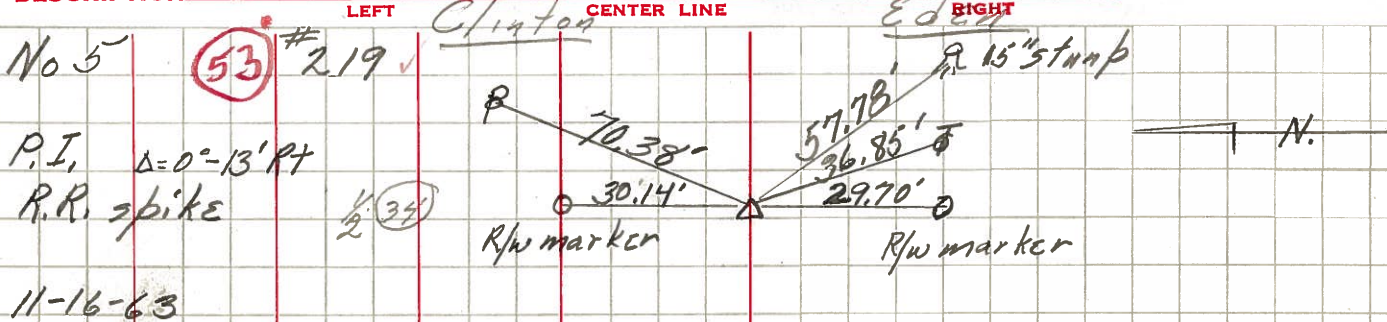 LEFT CENTER LINE RIGHT
Clinton Eden
No 5 53 #219 15" stump
57.78'
70.38'
P.I. Δ=0°-13' Rt 36.85' N.
R.R. spike 1/2 34 30.14' 29.70'
R/w marker R/w marker
11-16-63